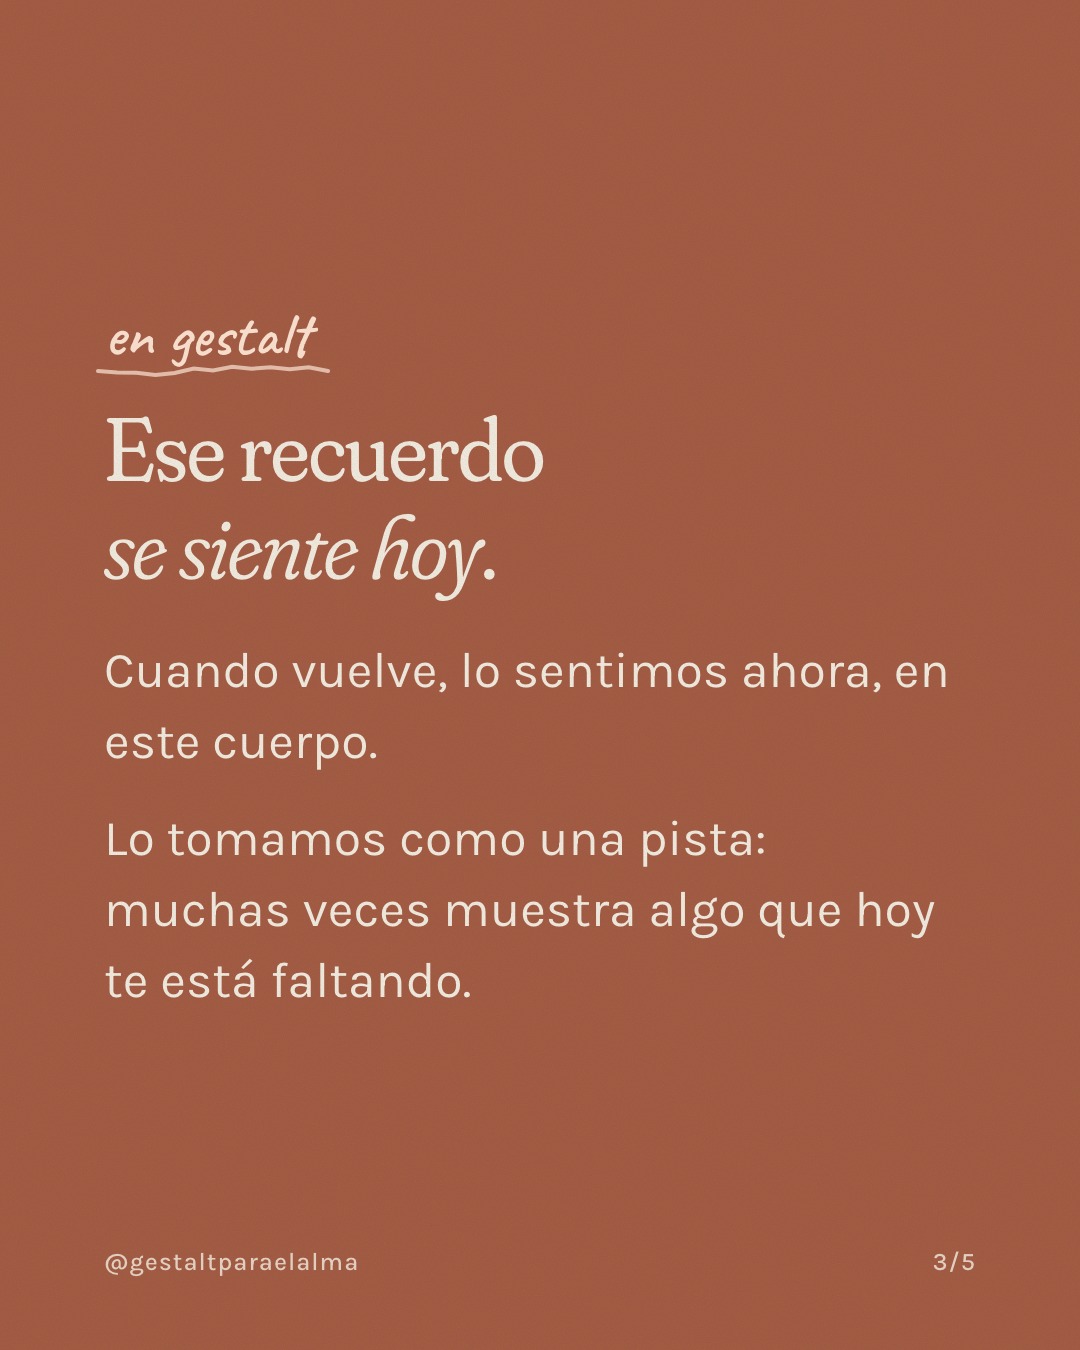 en gestalt
Ese recuerdo
se siente hoy.
Cuando vuelve, lo sentimos ahora, en
este cuerpo.
Lo tomamos como una pista:
muchas veces muestra algo que hoy
te está faltando.
@gestaltparaelalma
3/5